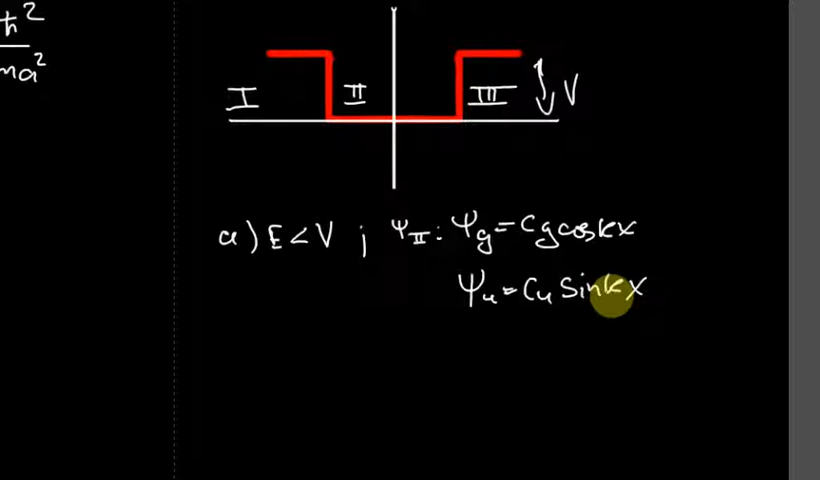 ħ²
ma²
I II III V
a) E < V ; Ψ_II : Ψ_g = C_g cos kx
Ψ_u = C_u sin kx